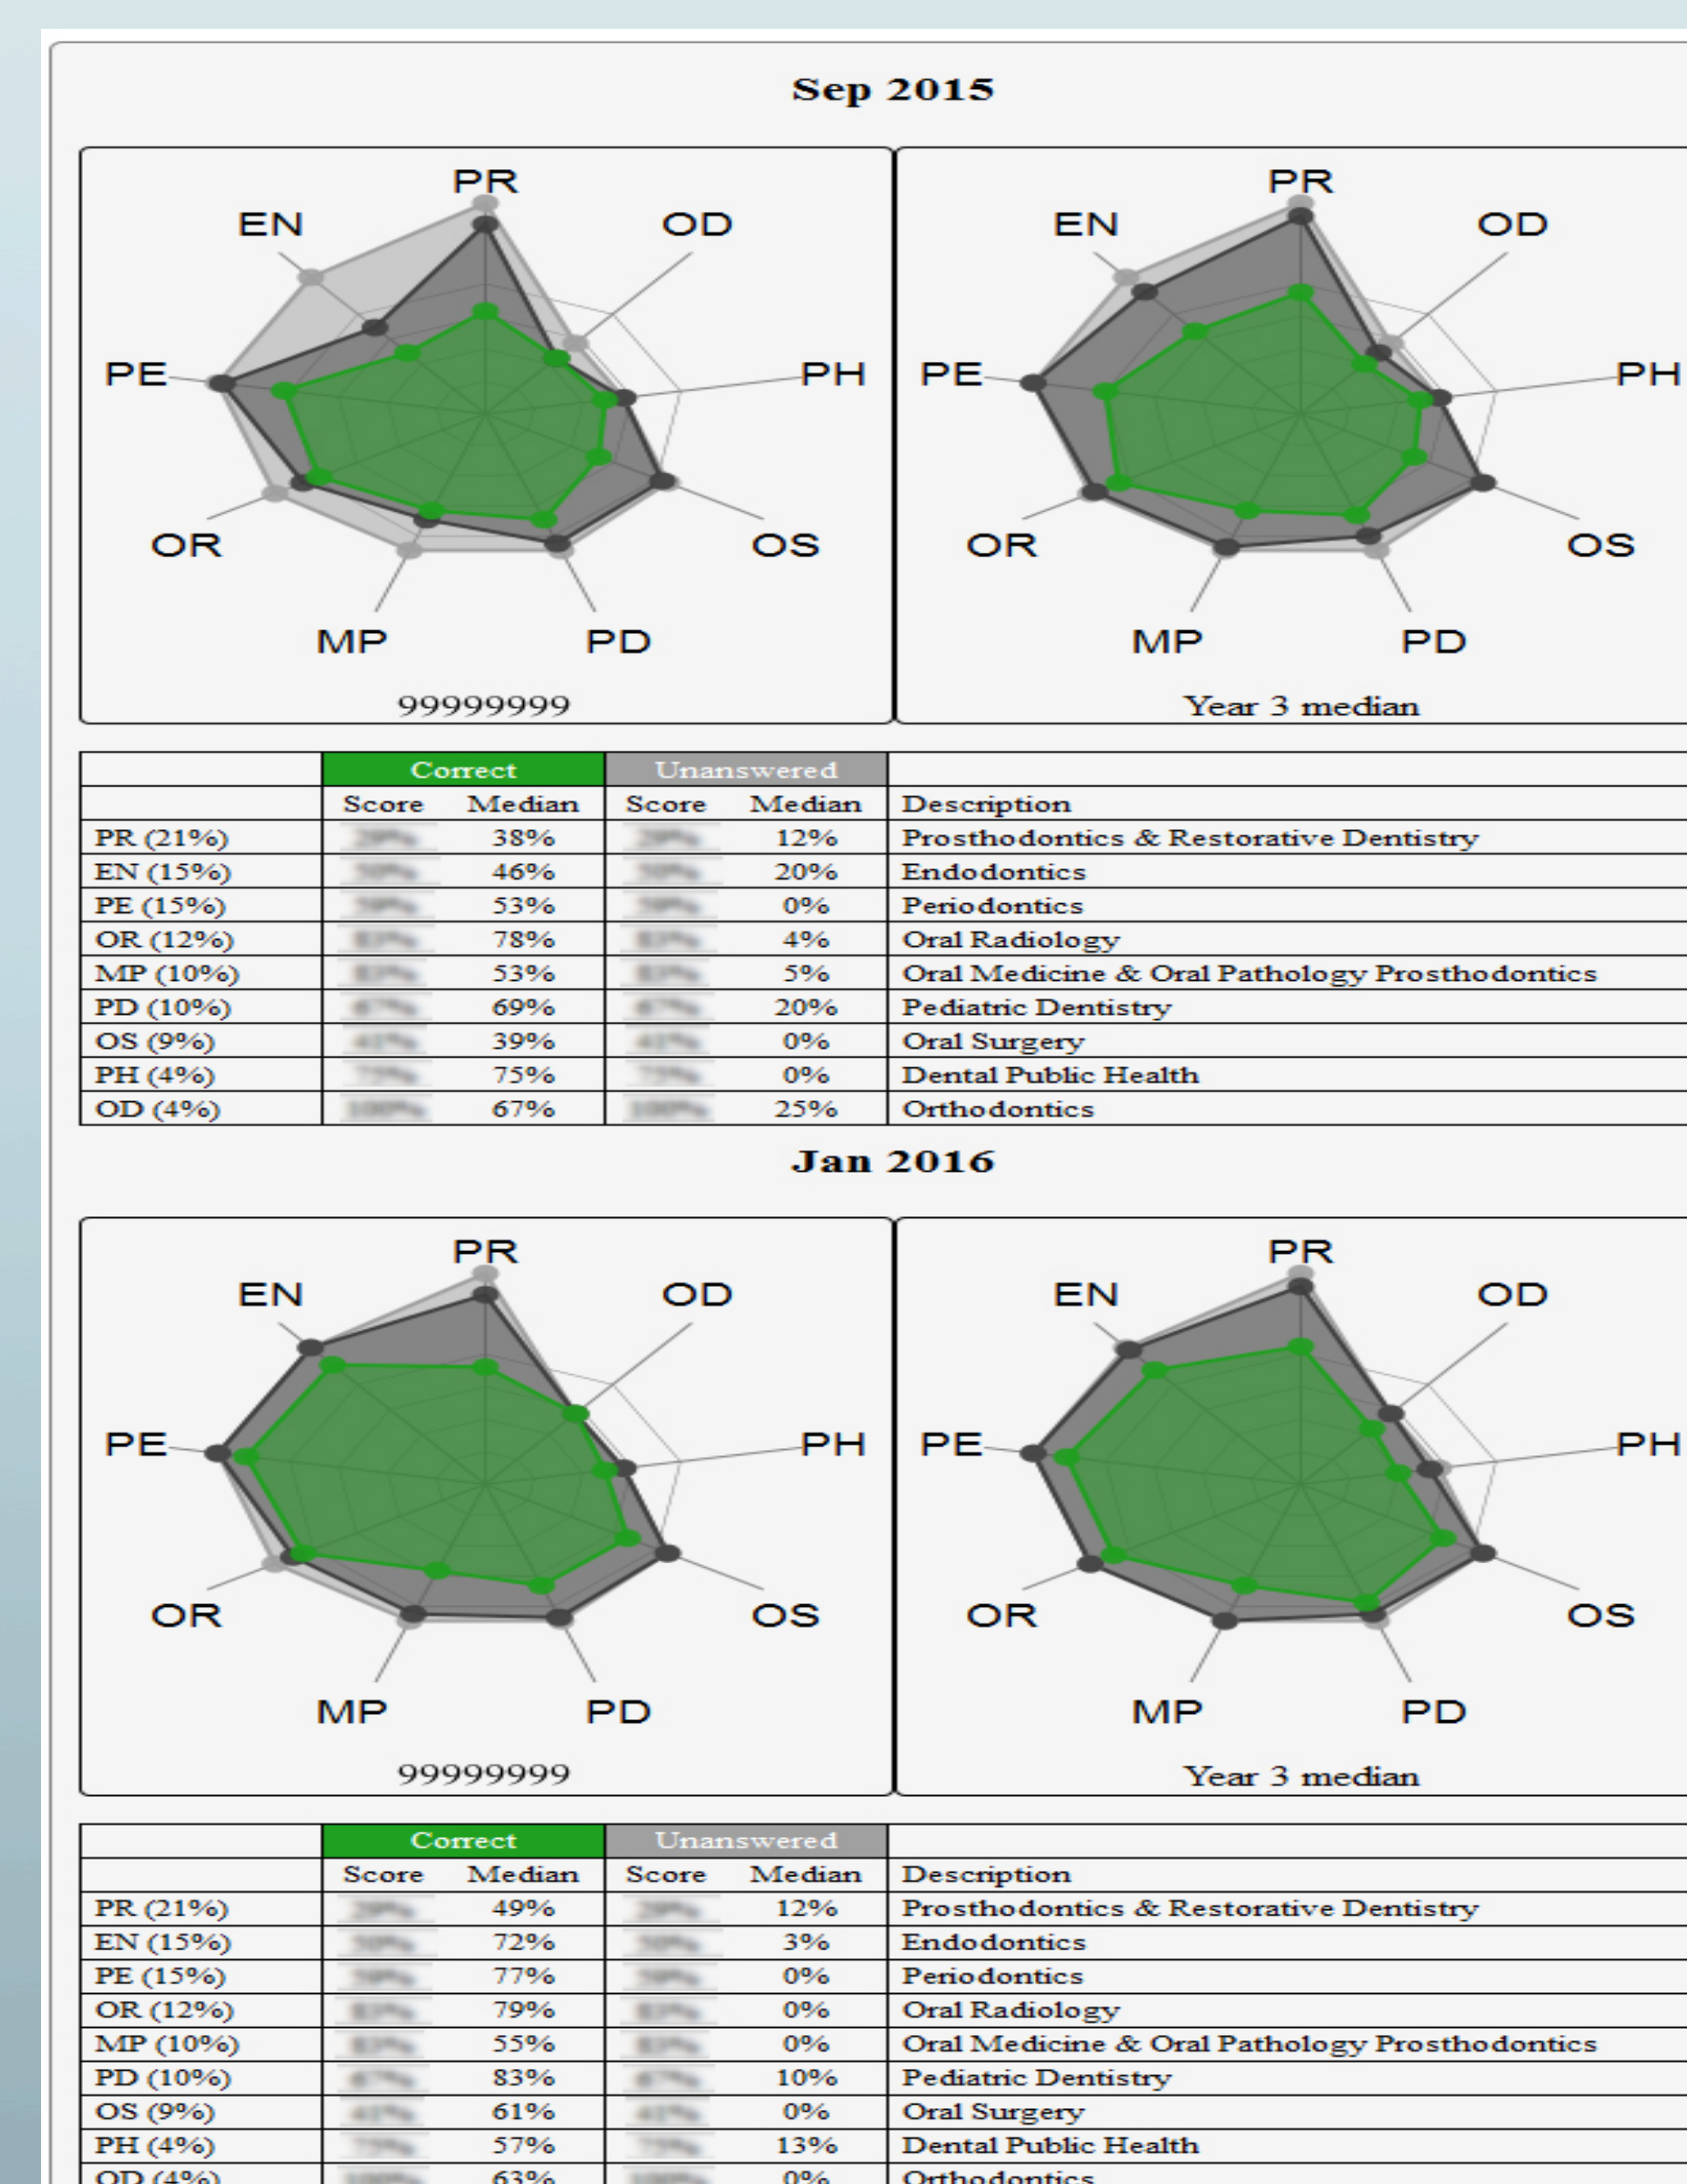 Sep 2015
PR
EN
OD
PE
PH
OR
OS
MP
PD
99999999
PR
EN
OD
PE
PH
OR
OS
MP
PD
Year 3 median
Correct Unanswered
Score Median Score Median Description
PR (21%) 38% 12% Prosthodontics & Restorative Dentistry
EN (15%) 46% 20% Endodontics
PE (15%) 53% 0% Periodontics
OR (12%) 78% 4% Oral Radiology
MP (10%) 53% 5% Oral Medicine & Oral Pathology Prosthodontics
PD (10%) 69% 20% Pediatric Dentistry
OS (9%) 39% 0% Oral Surgery
PH (4%) 75% 0% Dental Public Health
OD (4%) 67% 25% Orthodontics
Jan 2016
PR
EN
OD
PE
PH
OR
OS
MP
PD
99999999
PR
EN
OD
PE
PH
OR
OS
MP
PD
Year 3 median
Correct Unanswered
Score Median Score Median Description
PR (21%) 49% 12% Prosthodontics & Restorative Dentistry
EN (15%) 72% 3% Endodontics
PE (15%) 77% 0% Periodontics
OR (12%) 79% 0% Oral Radiology
MP (10%) 55% 0% Oral Medicine & Oral Pathology Prosthodontics
PD (10%) 83% 10% Pediatric Dentistry
OS (9%) 61% 0% Oral Surgery
PH (4%) 57% 13% Dental Public Health
OD (4%) 63% 0% Orthodontics